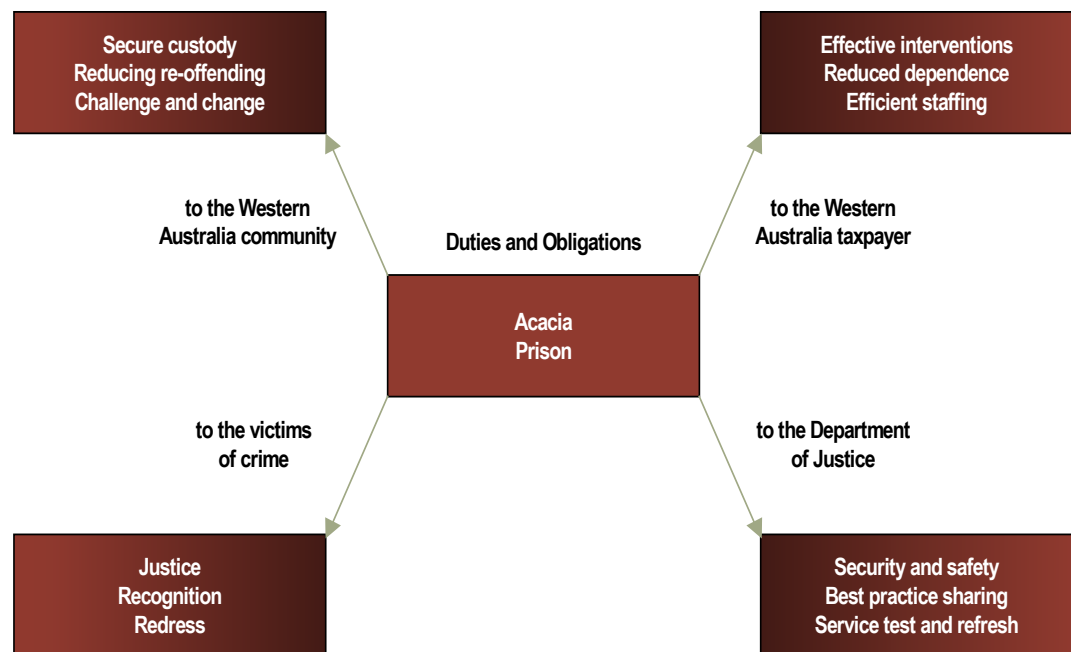 Secure custody
Reducing re-offending
Challenge and change
Effective interventions
Reduced dependence
Efficient staffing
to the Western
Australia community
Duties and Obligations
to the Western
Australia taxpayer
Acacia
Prison
to the victims
of crime
to the Department
of Justice
Justice
Recognition
Redress
Security and safety
Best practice sharing
Service test and refresh